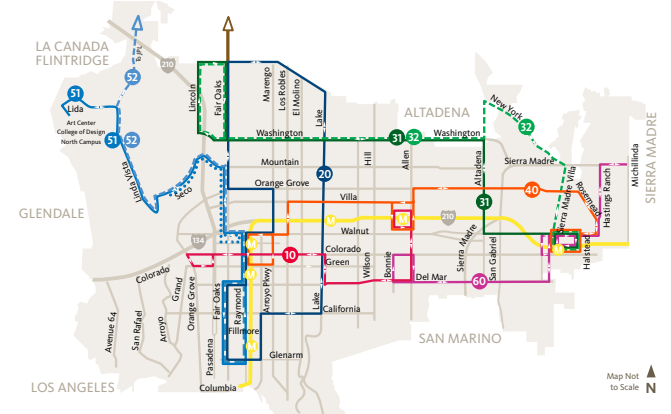 LA CANADA
FLINTRIDGE
to JPL
210
52
51
Lida
Art Center
College of Design
North Campus
51
52
Linda Vista
Seco
Lincoln
Fair Oaks
Marengo
Los Robles
El Molino
Lake
ALTADENA
New York
32
Washington
31
32
Washington
Mountain
Hill
Allen
Altadena
Sierra Madre
20
Orange Grove
31
40
Villa
Sierra Madre Villa
Rosemead
Hastings Ranch
Michillinda
SIERRA MADRE
GLENDALE
134
M
M
M
210
Walnut
Colorado
10
Green
Wilson
Bonnie
Sierra Madre
San Gabriel
M
Halstead
Del Mar
60
Colorado
M
Grand
Orange Grove
Fair Oaks
Raymond
Arroyo Pkwy
Lake
California
Avenue 64
San Rafael
Arroyo
Pasadena
Fillmore
M
Glenarm
SAN MARINO
LOS ANGELES
Columbia
Map Not
to Scale
N